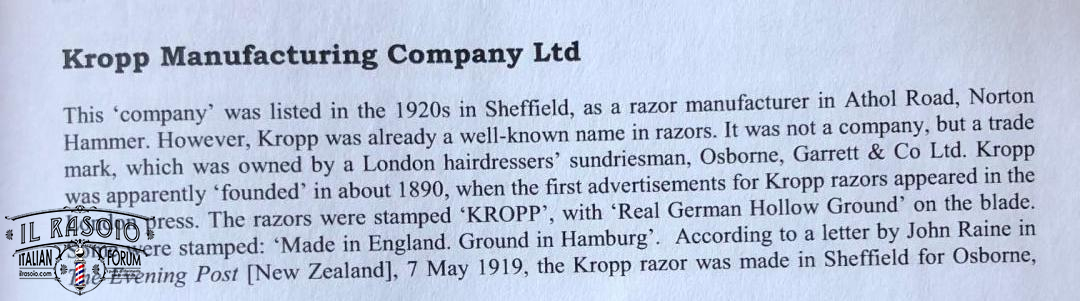 Kropp Manufacturing Company Ltd
This ‘company’ was listed in the 1920s in Sheffield, as a razor manufacturer in Athol Road, Norton
Hammer. However, Kropp was already a well-known name in razors. It was not a company, but a trade
mark, which was owned by a London hairdressers’ sundriesman, Osborne, Garrett & Co Ltd. Kropp
was apparently ‘founded’ in about 1890, when the first advertisements for Kropp razors appeared in the
press. The razors were stamped ‘KROPP’, with ‘Real German Hollow Ground’ on the blade.
were stamped: ‘Made in England. Ground in Hamburg’. According to a letter by John Raine in
The Evening Post [New Zealand], 7 May 1919, the Kropp razor was made in Sheffield for Osborne,
IL RASOIO
ITALIAN FORUM
ilrasoio.com